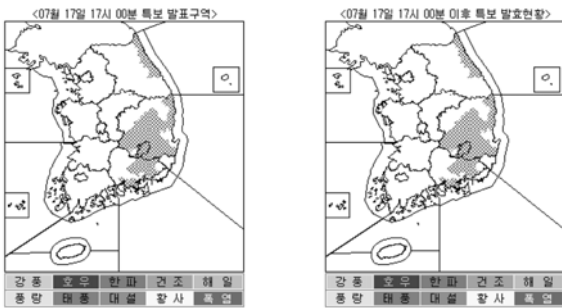 <07월 17일 17시 00분 특보 발표구역>
강 풍 호 우 한 파 건 조 해 일
풍 랑 태 풍 대 설 황 사 폭 염
<07월 17일 17시 00분 이후 특보 발효현황>
강 풍 호 우 한 파 건 조 해 일
풍 랑 태 풍 대 설 황 사 폭 염